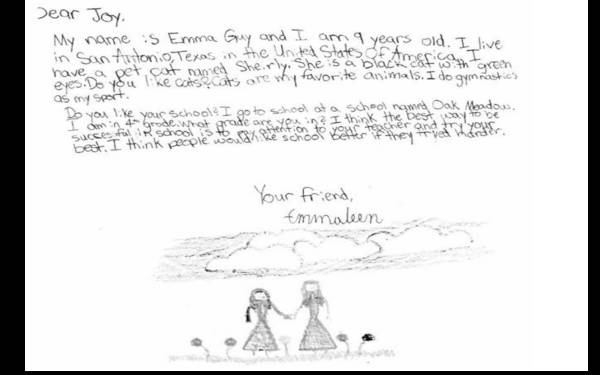 Dear Joy,
My name is Emma Guy and I am 9 years old. I live
in San Antonio, Texas in the United States Of America. I
have a pet cat named Sheirly. She is a black cat with green
eyes. Do you like cats? Cats are my favorite animals. I do gymnastics
as my sport.
Do you like your school? I go to school at a school named Oak Meadow.
I am in 4th grade. what grade are you in? I think the best way to be
succesful in school is to pay attention to your teacher and try your
best. I think people would like school better if they tryed harder.
Your friend,
Emmaleen